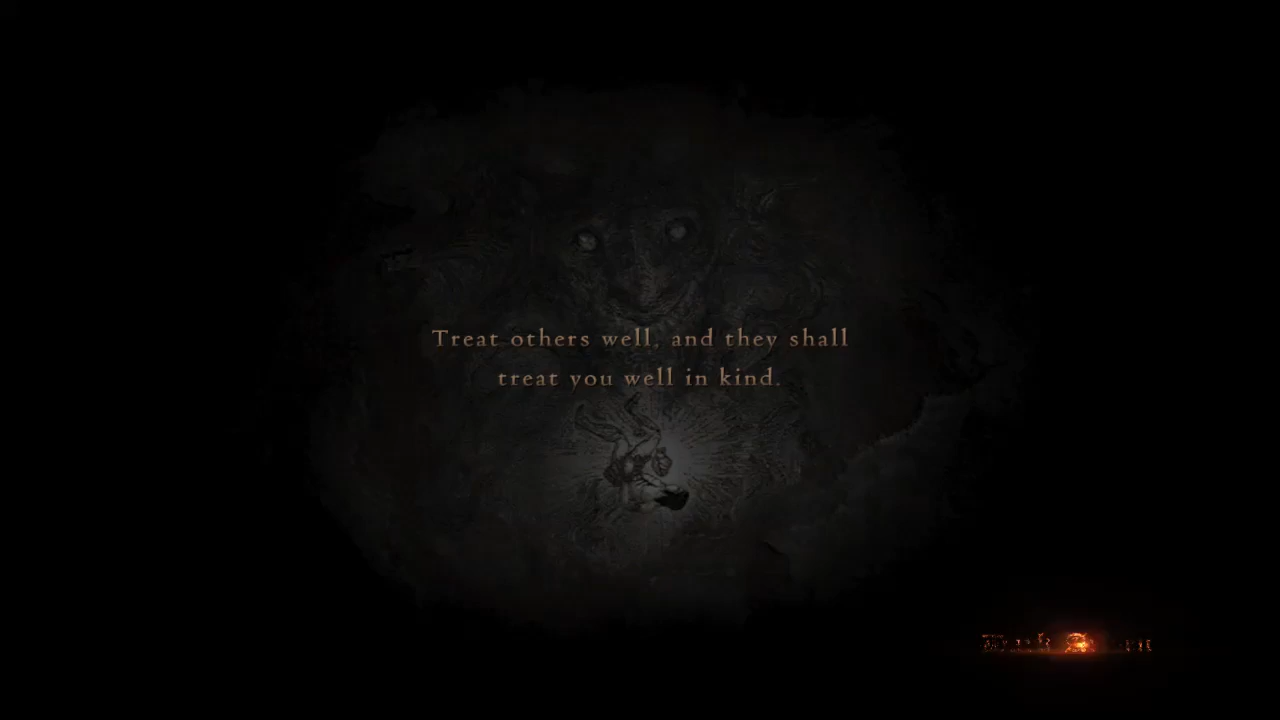 Treat others well, and they shall
treat you well in kind.